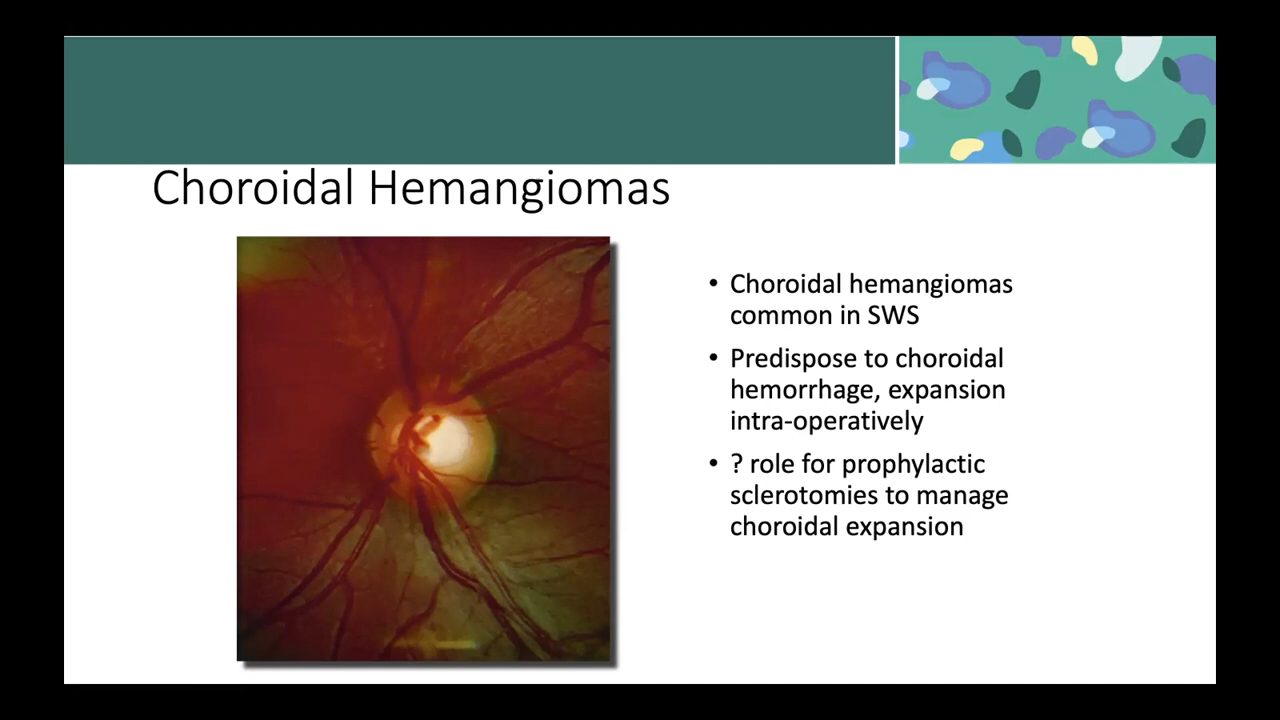 Choroidal Hemangiomas
• Choroidal hemangiomas
common in SWS
• Predispose to choroidal
hemorrhage, expansion
intra-operatively
• ? role for prophylactic
sclerotomies to manage
choroidal expansion